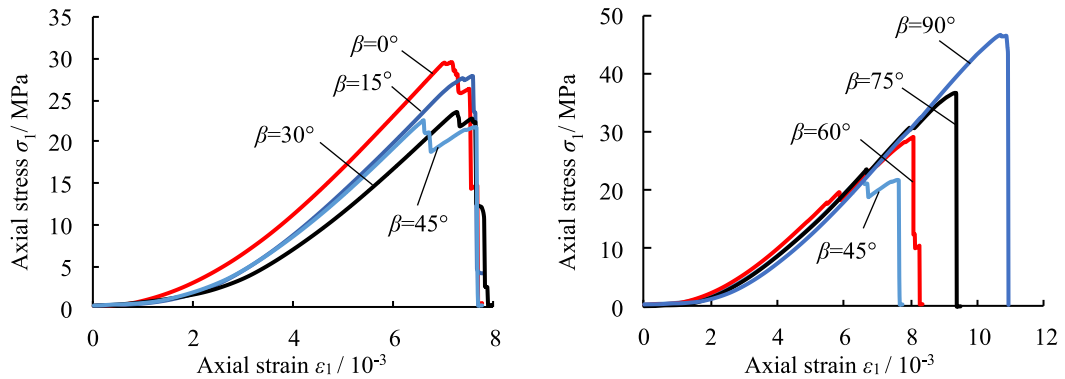 Axial stress σ₁/ MPa
35
30
25
20
15
10
5
0
β=0°
β=15°
β=30°
β=45°
0 2 4 6 8
Axial strain ε₁ / 10⁻³
Axial stress σ₁/ MPa
50
40
30
20
10
0
β=90°
β=75°
β=60°
β=45°
0 2 4 6 8 10 12
Axial strain ε₁ / 10⁻³